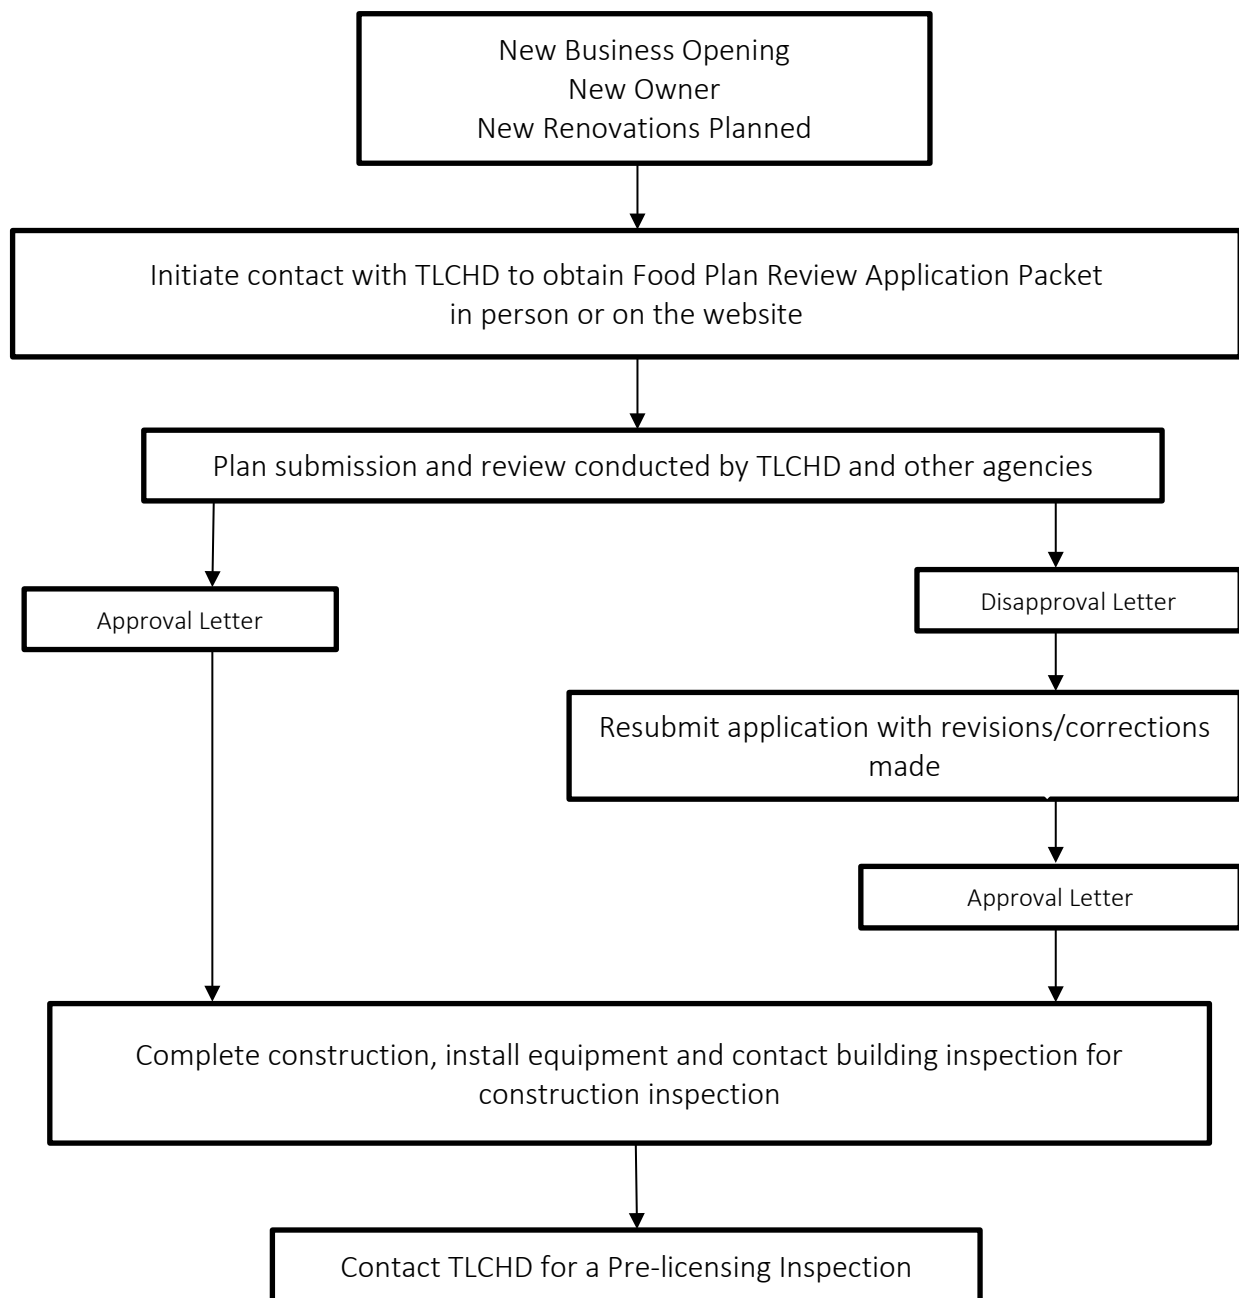 New Business Opening
New Owner
New Renovations Planned
Initiate contact with TLCHD to obtain Food Plan Review Application Packet
in person or on the website
Plan submission and review conducted by TLCHD and other agencies
Approval Letter
Disapproval Letter
Resubmit application with revisions/corrections
made
Approval Letter
Complete construction, install equipment and contact building inspection for
construction inspection
Contact TLCHD for a Pre-licensing Inspection